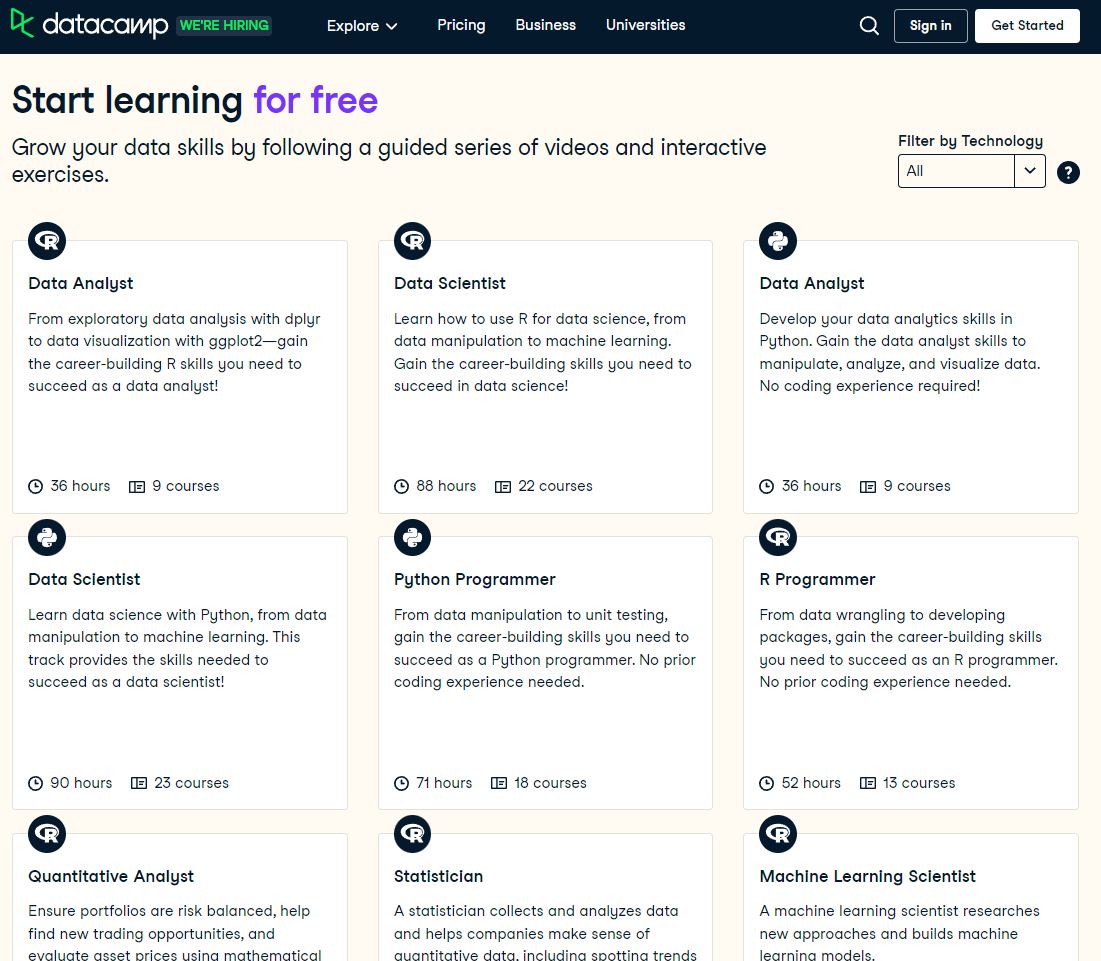 datacamp WE'RE HIRING Explore Pricing Business Universities Sign in Get Started
Start learning for free
Grow your data skills by following a guided series of videos and interactive
exercises.
Filter by Technology
All ?
Data Analyst
From exploratory data analysis with dplyr
to data visualization with ggplot2—gain
the career-building R skills you need to
succeed as a data analyst!
36 hours 9 courses
Data Scientist
Learn how to use R for data science, from
data manipulation to machine learning.
Gain the career-building skills you need to
succeed in data science!
88 hours 22 courses
Data Analyst
Develop your data analytics skills in
Python. Gain the data analyst skills to
manipulate, analyze, and visualize data.
No coding experience required!
36 hours 9 courses
Data Scientist
Learn data science with Python, from data
manipulation to machine learning. This
track provides the skills needed to
succeed as a data scientist!
90 hours 23 courses
Python Programmer
From data manipulation to unit testing,
gain the career-building skills you need to
succeed as a Python programmer. No prior
coding experience needed.
71 hours 18 courses
R Programmer
From data wrangling to developing
packages, gain the career-building skills
you need to succeed as an R programmer.
No prior coding experience needed.
52 hours 13 courses
Quantitative Analyst
Ensure portfolios are risk balanced, help
find new trading opportunities, and
evaluate asset prices using mathematical
Statistician
A statistician collects and analyzes data
and helps companies make sense of
quantitative data, including spotting trends
Machine Learning Scientist
A machine learning scientist researches
new approaches and builds machine
learning models.